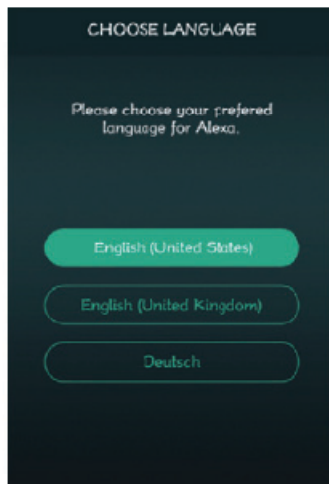 CHOOSE LANGUAGE
Please choose your prefered
language for Alexa.
English (United States)
English (United Kingdom)
Deutsch